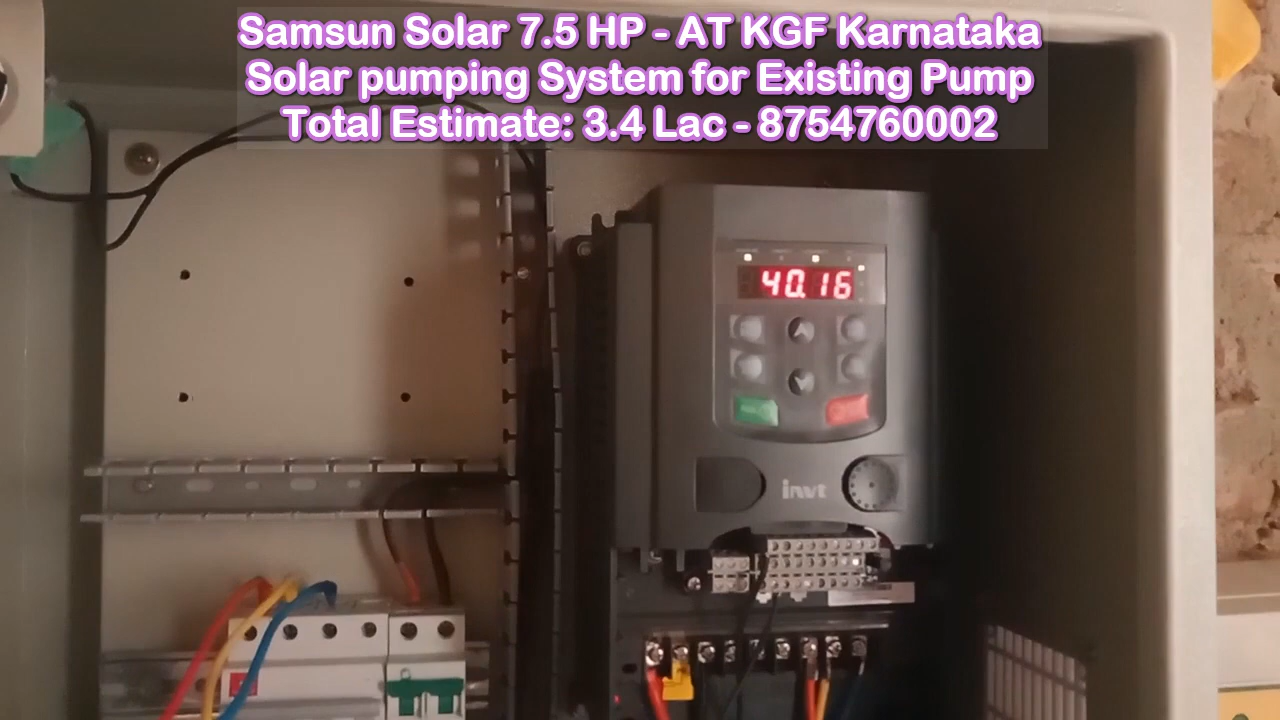 Samsun Solar 7.5 HP - AT KGF Karnataka
Solar pumping System for Existing Pump
Total Estimate: 3.4 Lac - 8754760002
40.16
invt